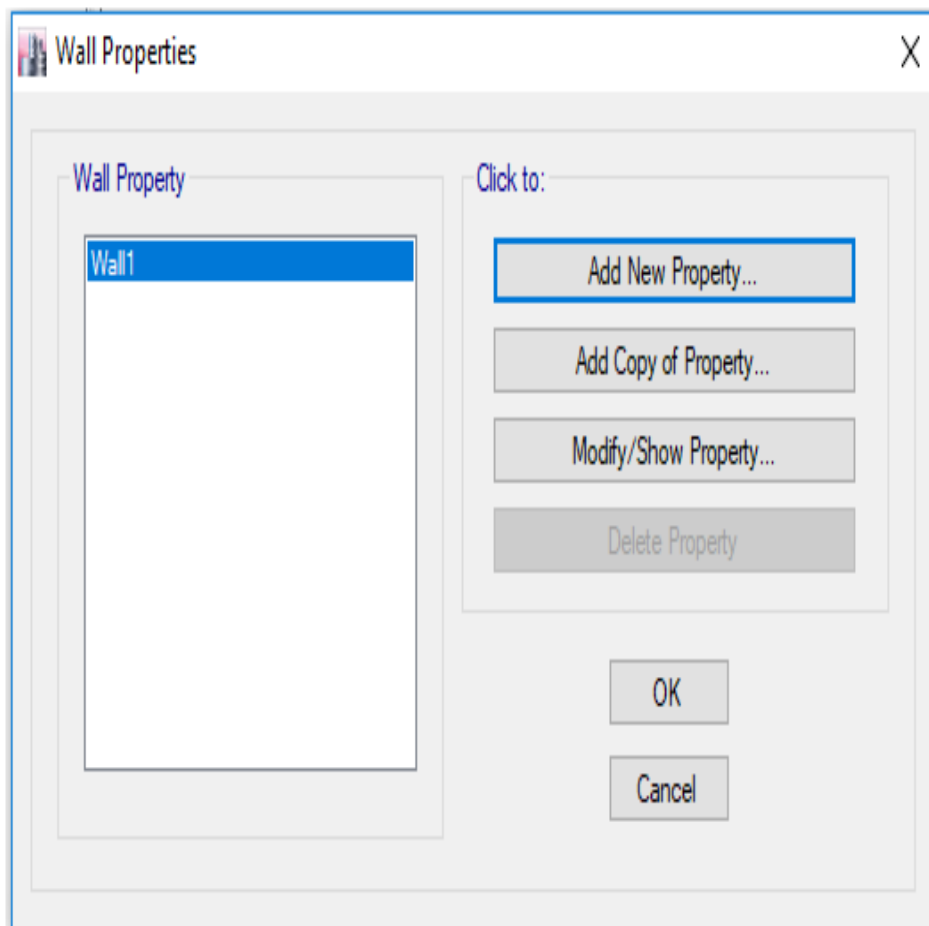 Wall Properties
Wall Property
Wall1
Click to:
Add New Property...
Add Copy of Property...
Modify/Show Property...
Delete Property
OK
Cancel